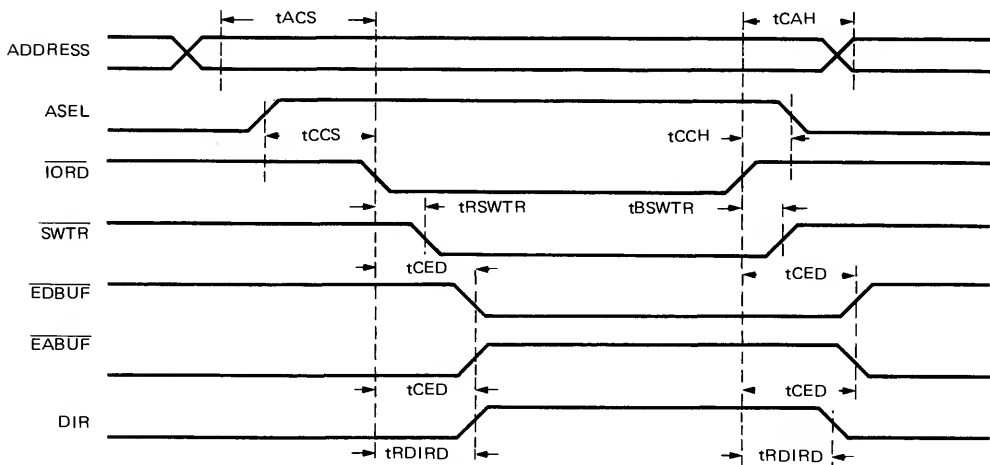 tACS tCAH
ADDRESS
ASEL
tCCS tCCH
IORD
tRSWTR tBSWTR
SWTR
tCED tCED
EDBUF
EABUF
tCED tCED
DIR
tRDIRD tRDIRD